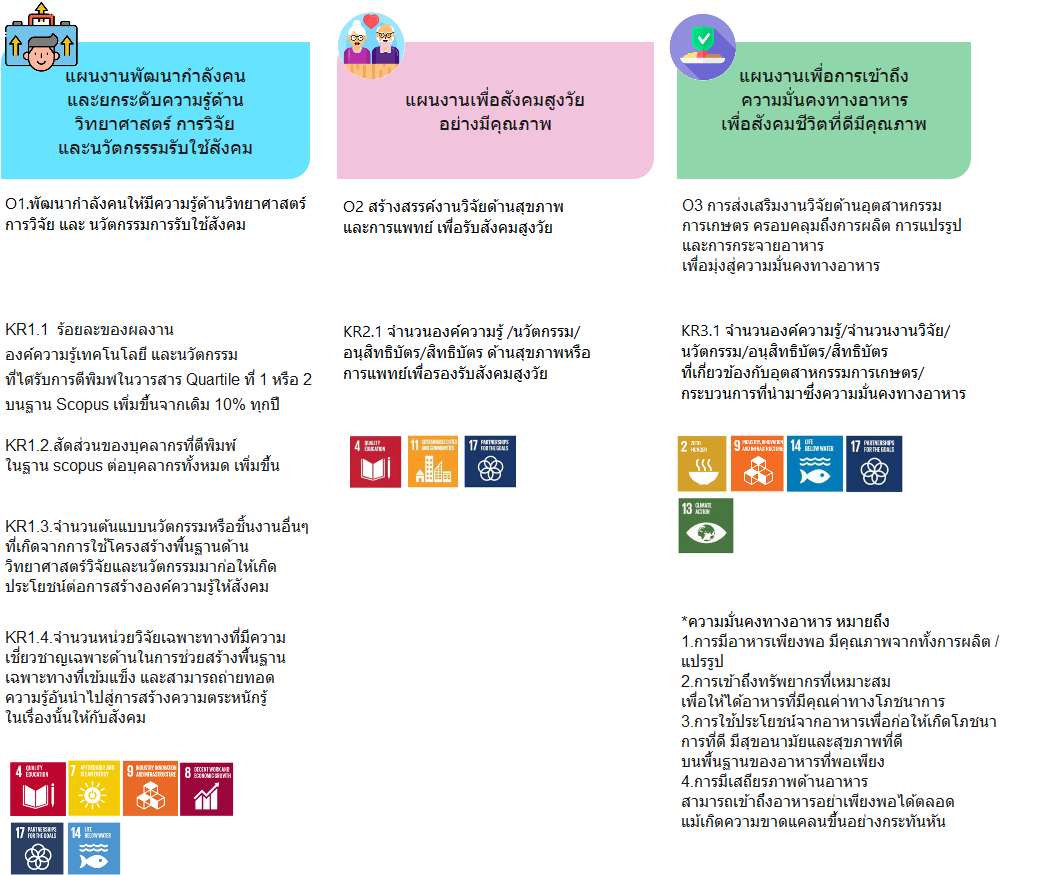 แผนงานพัฒนากำลังคน
และยกระดับความรู้ด้าน
วิทยาศาสตร์ การวิจัย
และนวัตกรรรมรับใช้สังคม
O1.พัฒนากำลังคนให้มีความรู้ด้านวิทยาศาสตร์
การวิจัย และ นวัตกรรมการรับใช้สังคม
KR1.1 ร้อยละของผลงาน
องค์ความรู้เทคโนโลยี และนวัตกรรม
ที่ได้รับการตีพิมพ์ในวารสาร Quartile ที่ 1 หรือ 2
บนฐาน Scopus เพิ่มขึ้นจากเดิม 10% ทุกปี
KR1.2.สัดส่วนของบุคลากรที่ตีพิมพ์
ในฐาน scopus ต่อบุคลากรทั้งหมด เพิ่มขึ้น
KR1.3.จำนวนต้นแบบนวัตกรรมหรือชิ้นงานอื่นๆ
ที่เกิดจากการใช้โครงสร้างพื้นฐานด้าน
วิทยาศาสตร์วิจัยและนวัตกรรมมาก่อให้เกิด
ประโยชน์ต่อการสร้างองค์ความรู้ให้สังคม
KR1.4.จำนวนหน่วยวิจัยเฉพาะทางที่มีความ
เชี่ยวชาญเฉพาะด้านในการช่วยสร้างพื้นฐาน
เฉพาะทางที่เข้มแข็ง และสามารถถ่ายทอด
ความรู้อันนำไปสู่การสร้างความตระหนักรู้
ในเรื่องนั้นให้กับสังคม
4 QUALITY EDUCATION
7 AFFORDABLE AND CLEAN ENERGY
9 INDUSTRY, INNOVATION AND INFRASTRUCTURE
8 DECENT WORK AND ECONOMIC GROWTH
17 PARTNERSHIPS FOR THE GOALS
14 LIFE BELOW WATER
แผนงานเพื่อสังคมสูงวัย
อย่างมีคุณภาพ
O2 สร้างสรรค์งานวิจัยด้านสุขภาพ
และการแพทย์ เพื่อรับสังคมสูงวัย
KR2.1 จำนวนองค์ความรู้ /นวัตกรรม/
อนุสิทธิบัตร/สิทธิบัตร ด้านสุขภาพหรือ
การแพทย์เพื่อรองรับสังคมสูงวัย
4 QUALITY EDUCATION
11 SUSTAINABLE CITIES AND COMMUNITIES
17 PARTNERSHIPS FOR THE GOALS
แผนงานเพื่อการเข้าถึง
ความมั่นคงทางอาหาร
เพื่อสังคมชีวิตที่ดีมีคุณภาพ
O3 การส่งเสริมงานวิจัยด้านอุตสาหกรรม
การเกษตร ครอบคลุมถึงการผลิต การแปรรูป
และการกระจายอาหาร
เพื่อมุ่งสู่ความมั่นคงทางอาหาร
KR3.1 จำนวนองค์ความรู้/จำนวนงานวิจัย/
นวัตกรรม/อนุสิทธิบัตร/สิทธิบัตร
ที่เกี่ยวข้องกับอุตสาหกรรมการเกษตร/
กระบวนการที่นำมาซึ่งความมั่นคงทางอาหาร
2 ZERO HUNGER
9 INDUSTRY, INNOVATION AND INFRASTRUCTURE
14 LIFE BELOW WATER
17 PARTNERSHIPS FOR THE GOALS
13 CLIMATE ACTION
*ความมั่นคงทางอาหาร หมายถึง
1.การมีอาหารเพียงพอ มีคุณภาพจากทั้งการผลิต /
แปรรูป
2.การเข้าถึงทรัพยากรที่เหมาะสม
เพื่อให้ได้อาหารที่มีคุณค่าทางโภชนาการ
3.การใช้ประโยชน์จากอาหารเพื่อก่อให้เกิดโภชนา
การที่ดี มีสุขอนามัยและสุขภาพที่ดี
บนพื้นฐานของอาหารที่พอเพียง
4.การมีเสถียรภาพด้านอาหาร
สามารถเข้าถึงอาหารอย่าเพียงพอได้ตลอด
แม้เกิดความขาดแคลนขึ้นอย่างกระทันหัน